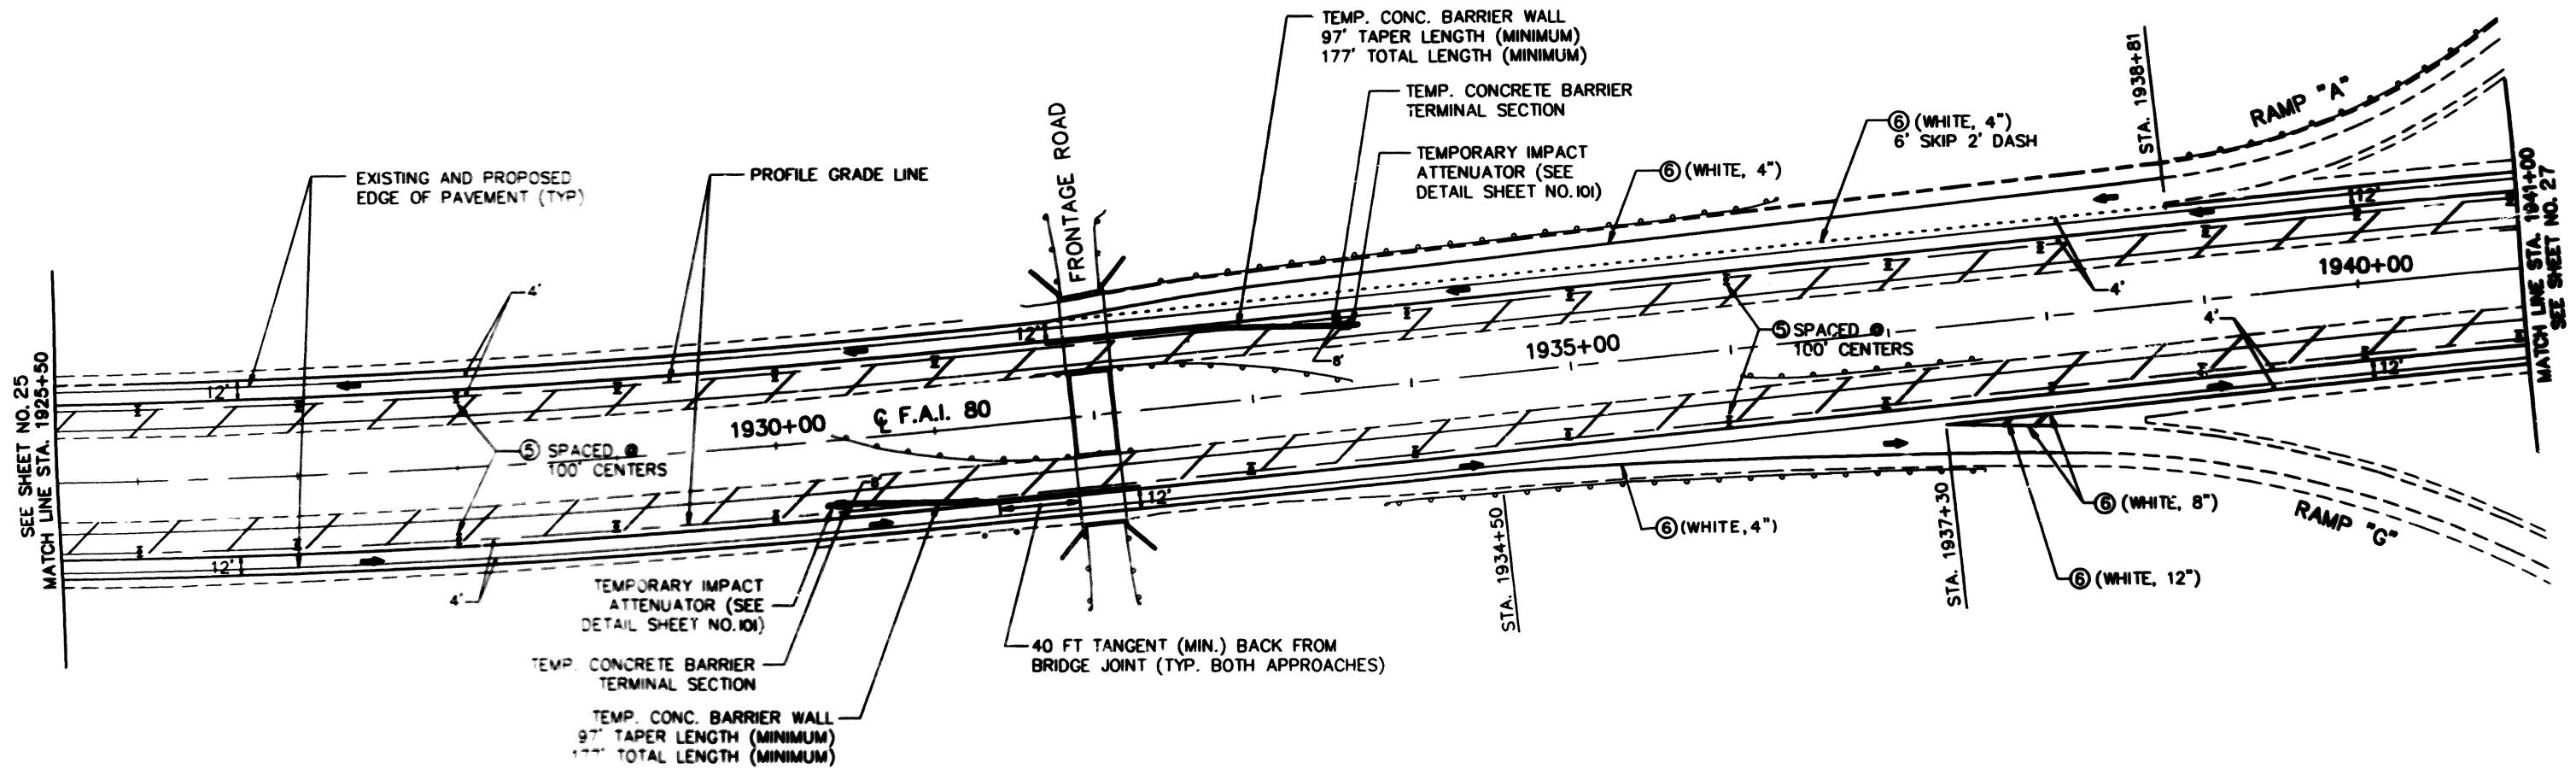 TEMP. CONC. BARRIER WALL
97' TAPER LENGTH (MINIMUM)
177' TOTAL LENGTH (MINIMUM)
TEMP. CONCRETE BARRIER
TERMINAL SECTION
TEMPORARY IMPACT
ATTENUATOR (SEE
DETAIL SHEET NO. 101)
⑥ (WHITE, 4")
⑥ (WHITE, 4")
6' SKIP 2' DASH
STA. 1938+81
RAMP "A"
EXISTING AND PROPOSED
EDGE OF PAVEMENT (TYP)
PROFILE GRADE LINE
FRONTAGE ROAD
MATCH LINE STA. 1941+00
SEE SHEET NO. 27
12'
1940+00
4'
4'
4'
12'
12'
8'
⑤ SPACED @
100' CENTERS
1935+00
12'
SEE SHEET NO. 25
MATCH LINE STA. 1925+50
12'
1930+00
℄ F.A.I. 80
⑤ SPACED @
100' CENTERS
8'
12'
12'
4'
⑥ (WHITE, 4")
STA. 1934+50
STA. 1937+30
⑥ (WHITE, 8")
RAMP "G"
⑥ (WHITE, 12")
TEMPORARY IMPACT
ATTENUATOR (SEE
DETAIL SHEET NO. 101)
40 FT TANGENT (MIN.) BACK FROM
BRIDGE JOINT (TYP. BOTH APPROACHES)
TEMP. CONCRETE BARRIER
TERMINAL SECTION
TEMP. CONC. BARRIER WALL
97' TAPER LENGTH (MINIMUM)
177' TOTAL LENGTH (MINIMUM)